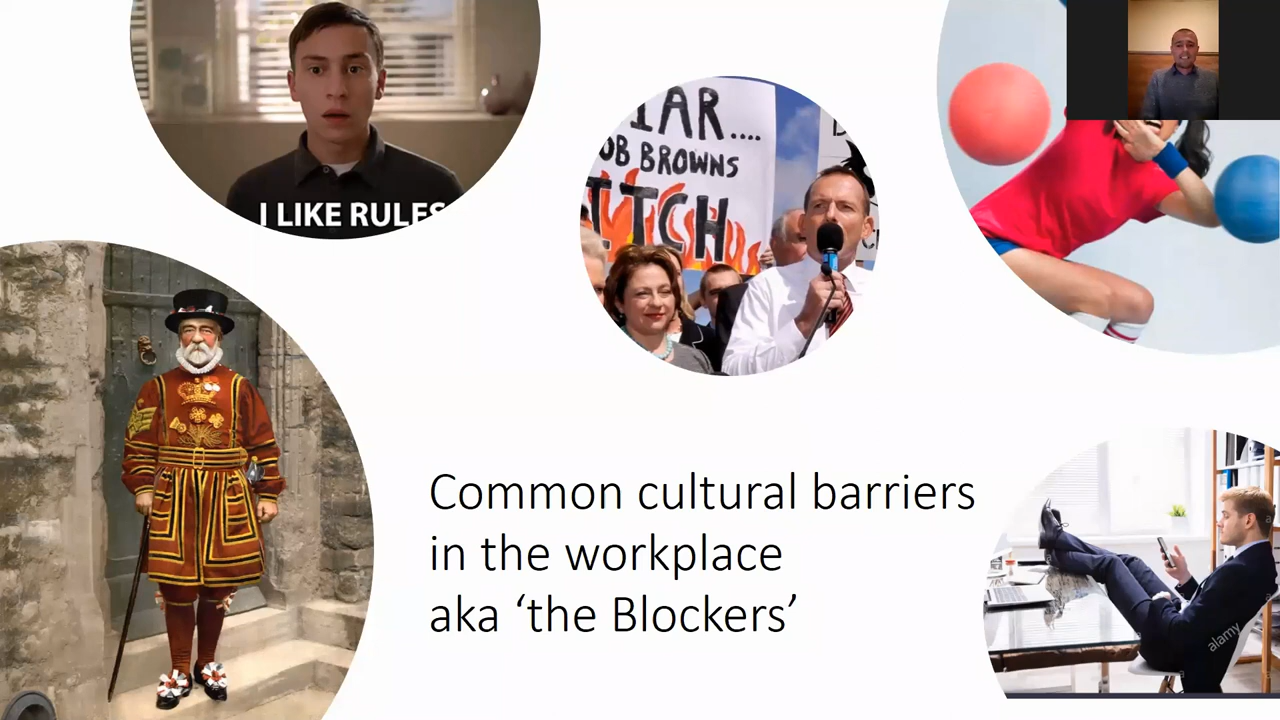 I LIKE RULES
IAR....
OB BROWNS
ITCH
Common cultural barriers
in the workplace
aka ‘the Blockers’
alamy